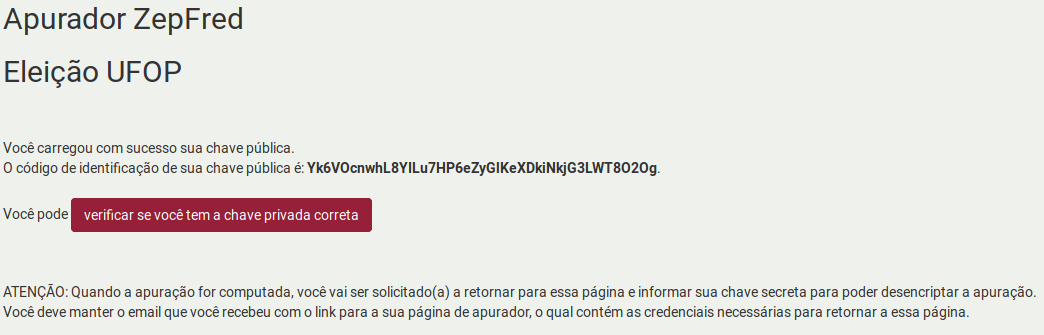 Apurador ZepFred
Eleição UFOP
Você carregou com sucesso sua chave pública.
O código de identificação de sua chave pública é: Yk6VOcnwhL8YlLu7HP6eZyGlKeXDkiNkjG3LWT8O2Og.
Você pode verificar se você tem a chave privada correta
ATENÇÃO: Quando a apuração for computada, você vai ser solicitado(a) a retornar para essa página e informar sua chave secreta para poder desencriptar a apuração.
Você deve manter o email que você recebeu com o link para a sua página de apurador, o qual contém as credenciais necessárias para retornar a essa página.